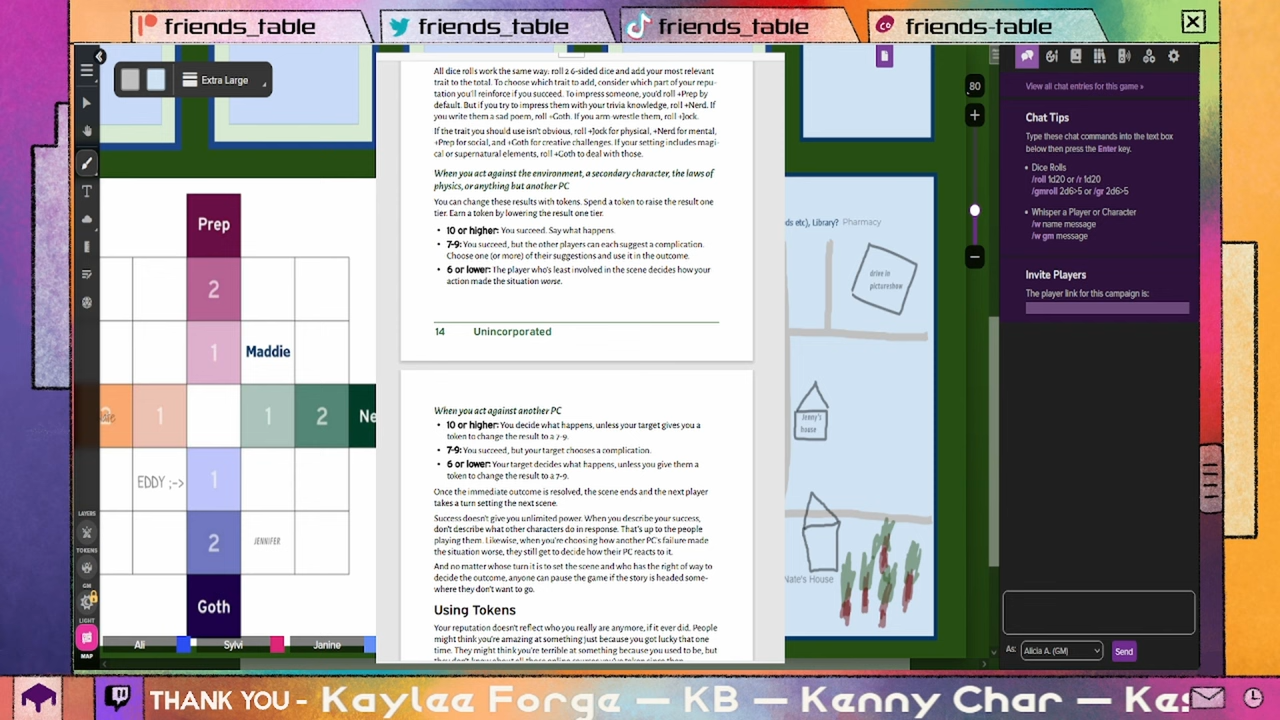 friends_table
friends_table
friends_table
friends-table
Extra Large
Prep
2
1
Maddie
1
1
2
Ne
EDDY ;->
1
2
JENNIFER
Goth
LAYERS
TOKENS
GM
LIGHT
MAP
Ali
Sylvi
Janine
All dice rolls work the same way: roll 2 6-sided dice and add your most relevant
trait to the total. To choose which trait to add, consider which part of your repu-
tation you'll reinforce if you succeed. To impress someone, you'd roll +Prep by
default. But if you try to impress them with your trivia knowledge, roll +Nerd. If
you write them a sad poem, roll +Goth. If you arm-wrestle them, roll +Jock.
If the trait you should use isn't obvious, roll +Jock for physical, +Nerd for mental,
+Prep for social, and +Goth for creative challenges. If your setting includes magi-
cal or supernatural elements, roll +Goth to deal with those.
When you act against the environment, a secondary character, the laws of
physics, or anything but another PC
You can change these results with tokens. Spend a token to raise the result one
tier. Earn a token by lowering the result one tier.
• 10 or higher: You succeed. Say what happens.
• 7-9: You succeed, but the other players can each suggest a complication.
Choose one (or more) of their suggestions and use it in the outcome.
• 6 or lower: The player who's least involved in the scene decides how your
action made the situation worse.
14 Unincorporated
When you act against another PC
• 10 or higher: You decide what happens, unless your target gives you a
token to change the result to a 7-9.
• 7-9: You succeed, but your target chooses a complication.
• 6 or lower: Your target decides what happens, unless you give them a
token to change the result to a 7-9.
Once the immediate outcome is resolved, the scene ends and the next player
takes a turn setting the next scene.
Success doesn't give you unlimited power. When you describe your success,
don't describe what other characters do in response. That's up to the people
playing them. Likewise, when you're choosing how another PC's failure made
the situation worse, they still get to decide how their PC reacts to it.
And no matter whose turn it is to set the scene and who has the right of way to
decide the outcome, anyone can pause the game if the story is headed some-
where they don't want to go.
Using Tokens
Your reputation doesn't reflect who you really are anymore, if it ever did. People
might think you're amazing at something just because you got lucky that one
time. They might think you're terrible at something because you used to be, but
they don't know about all those online courses you've taken since then.
ds etc), Library? Pharmacy
drive in
pictureshow
Jenny's
house
Nate's House
80
View all chat entries for this game »
Chat Tips
Type these chat commands into the text box
below then press the Enter key.
• Dice Rolls
/roll 1d20 or /r 1d20
/gmroll 2d6>5 or /gr 2d6>5
• Whisper a Player or Character
/w name message
/w gm message
Invite Players
The player link for this campaign is:
As: Alicia A. (GM) Send
THANK YOU - Kaylee Forge — KB — Kenny Char — Kes